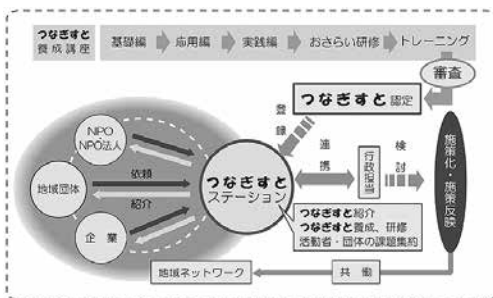 つなぎすと
養成講座
基礎編
応用編
実践編
おさらい研修
トレーニング
審査
つなぎすと認定
登録
NPO
NPO法人
地域団体
企業
依頼
紹介
つなぎすと
ステーション
連携
行政担当
検討
施策化・施策反映
つなぎすと紹介
つなぎすと養成、研修
活動者・団体の課題集約
地域ネットワーク
共働